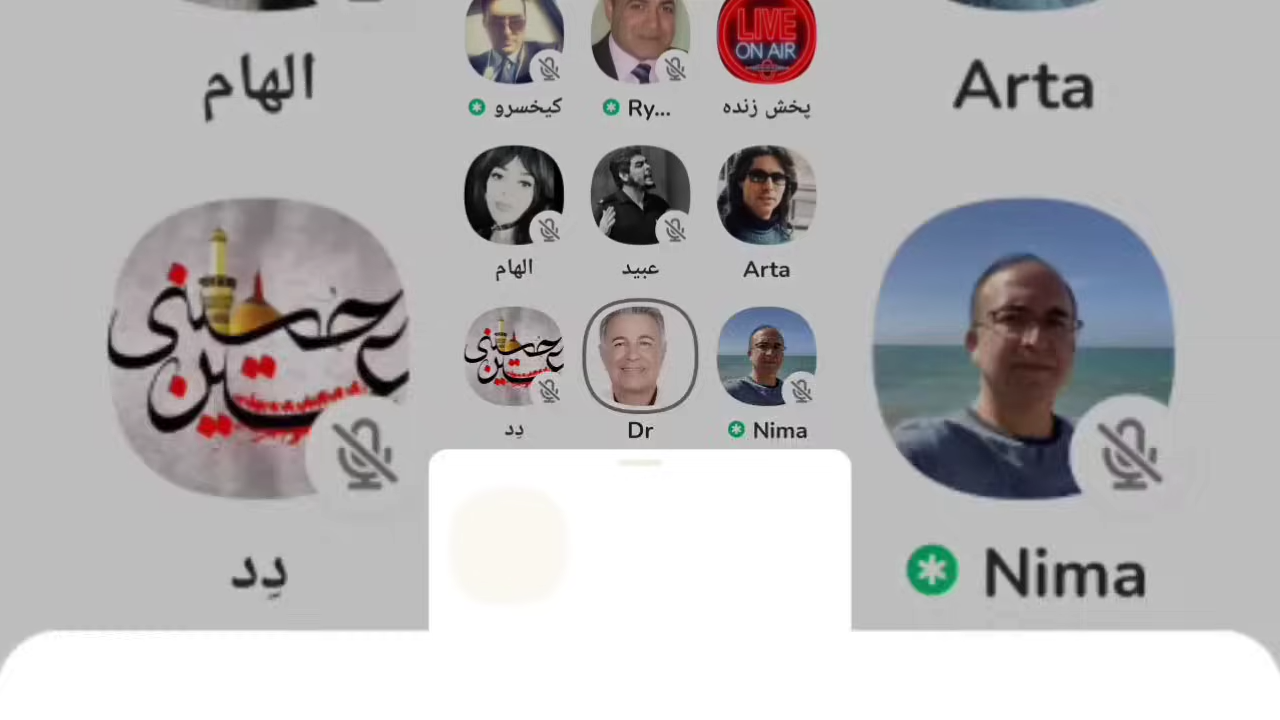 LIVE
ON AIR
کیخسرو
Ry...
پخش زنده
الهام
عبید
Arta
دِد
Dr
Nima
الهام
Arta
دِد
Nima